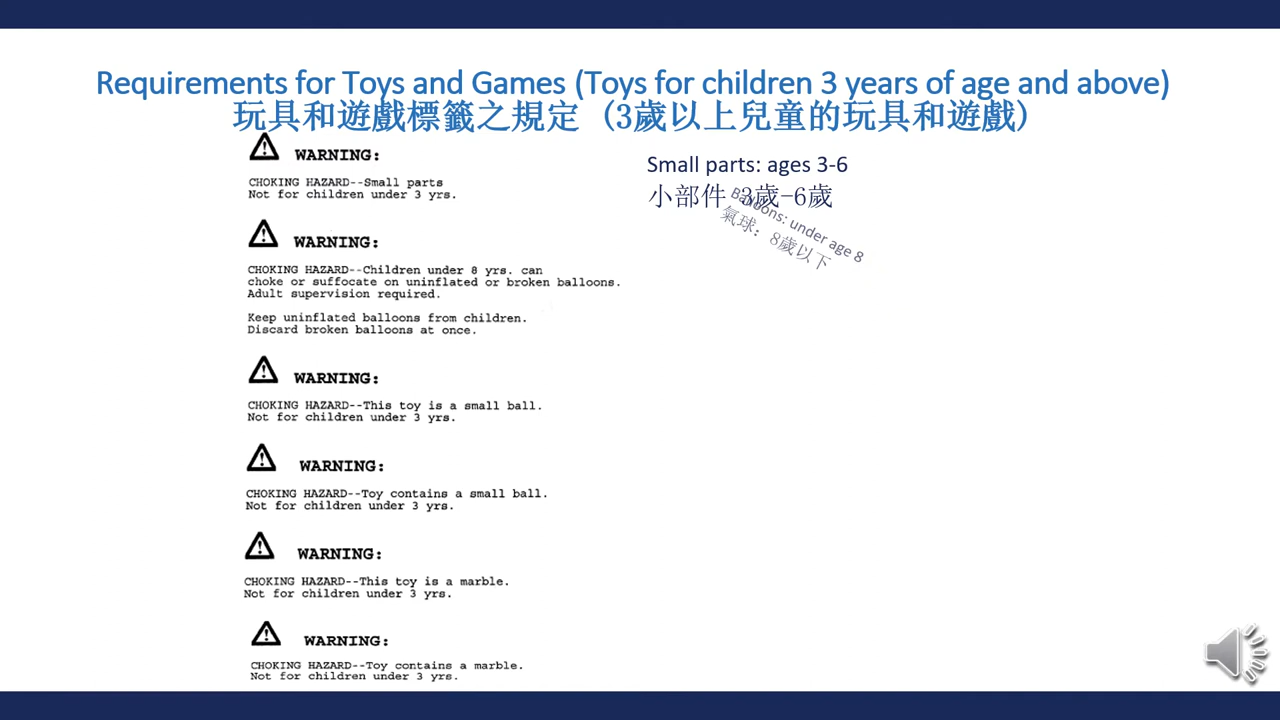 Requirements for Toys and Games (Toys for children 3 years of age and above)
玩具和遊戲標籤之規定 (3歲以上兒童的玩具和遊戲)
WARNING:
CHOKING HAZARD--Small parts
Not for children under 3 yrs.
Small parts: ages 3-6
小部件 3歲-6歲
Balloons: under age 8
氣球: 8歲以下
WARNING:
CHOKING HAZARD--Children under 8 yrs. can
choke or suffocate on uninflated or broken balloons.
Adult supervision required.
Keep uninflated balloons from children.
Discard broken balloons at once.
WARNING:
CHOKING HAZARD--This toy is a small ball.
Not for children under 3 yrs.
WARNING:
CHOKING HAZARD--Toy contains a small ball.
Not for children under 3 yrs.
WARNING:
CHOKING HAZARD--This toy is a marble.
Not for children under 3 yrs.
WARNING:
CHOKING HAZARD--Toy contains a marble.
Not for children under 3 yrs.